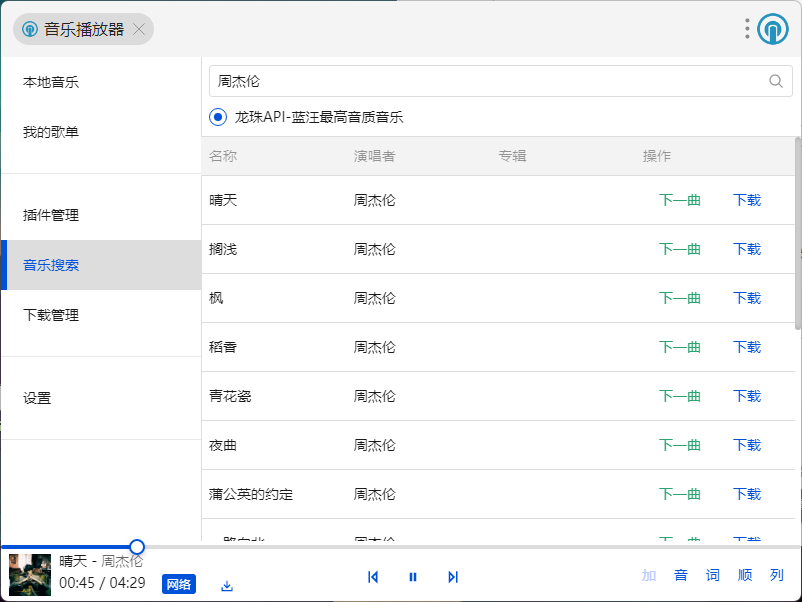 音乐播放器
本地音乐
我的歌单
插件管理
音乐搜索
下载管理
设置
周杰伦
龙珠API-蓝汪最高音质音乐
名称 演唱者 专辑 操作
晴天 周杰伦 下一曲 下载
搁浅 周杰伦 下一曲 下载
枫 周杰伦 下一曲 下载
稻香 周杰伦 下一曲 下载
青花瓷 周杰伦 下一曲 下载
夜曲 周杰伦 下一曲 下载
蒲公英的约定 周杰伦 下一曲 下载
晴天 - 周杰伦
00:45 / 04:29 网络
加 音 词 顺 列